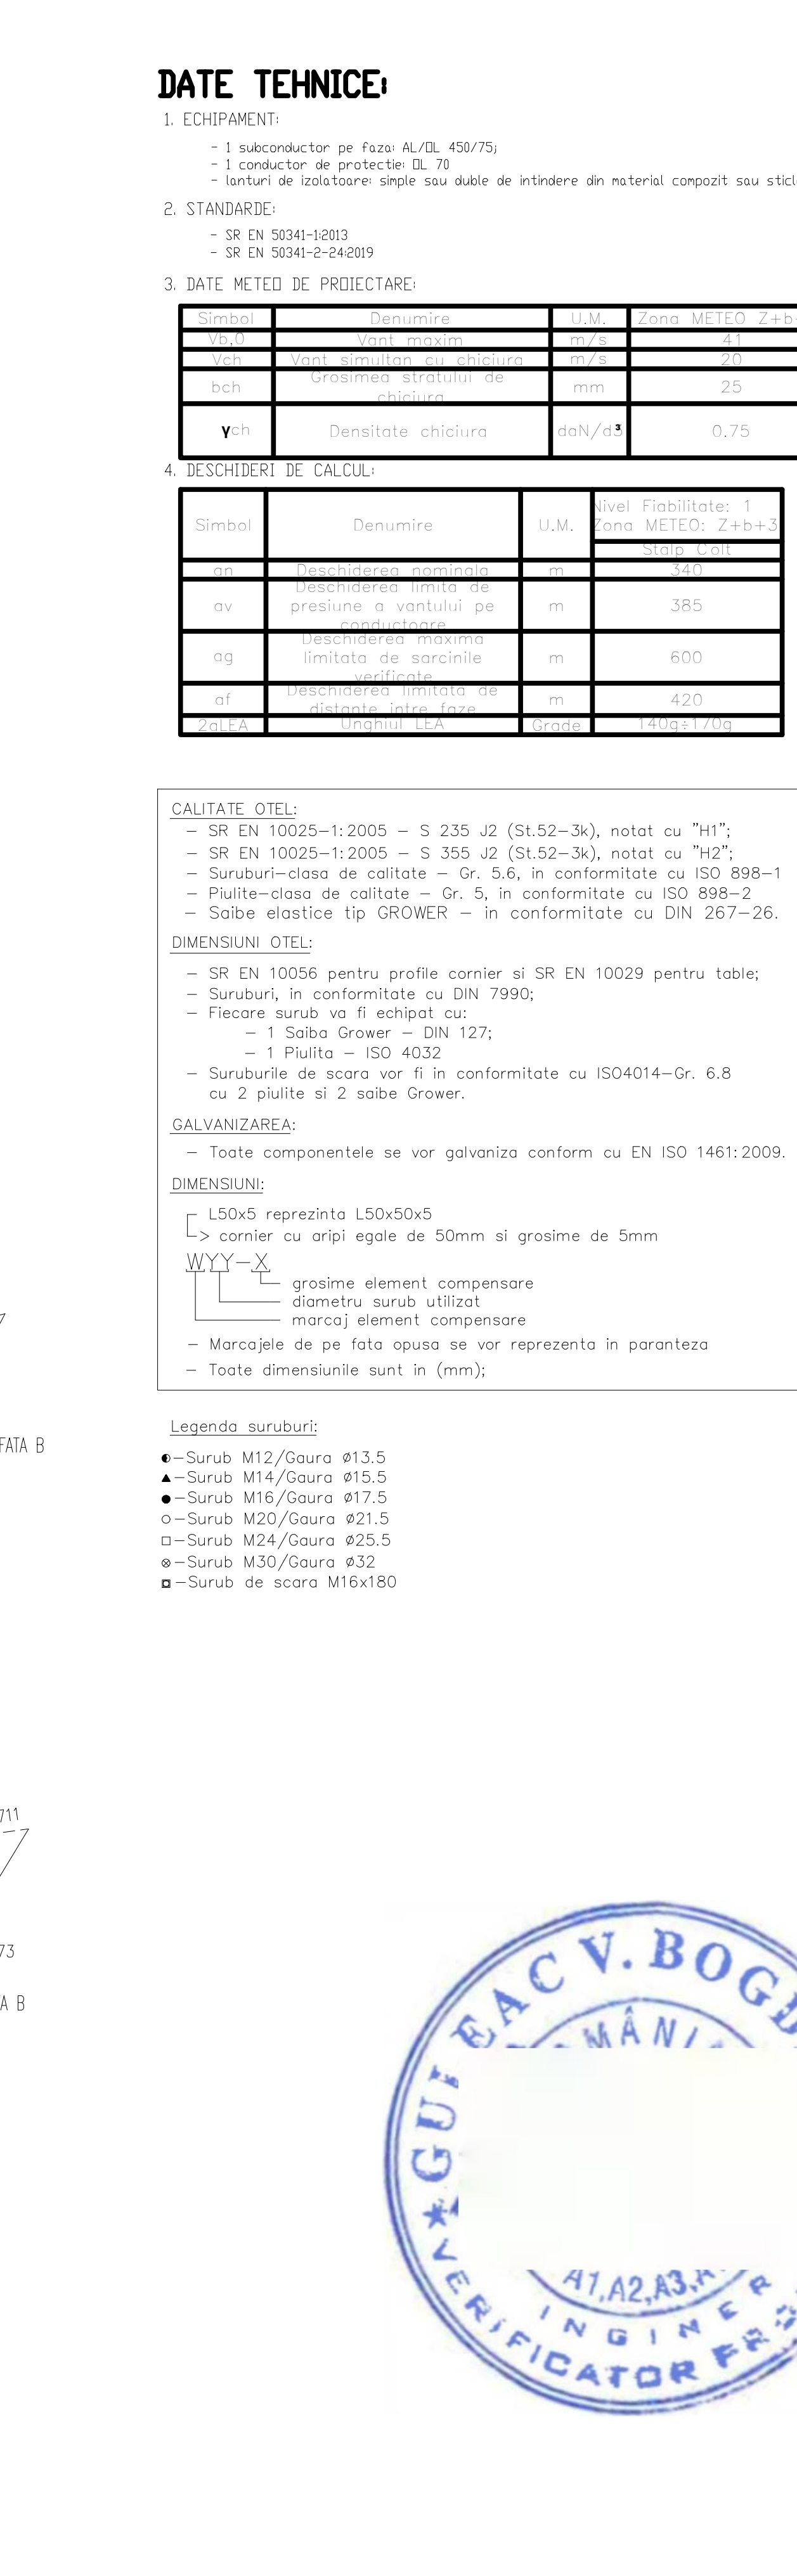 DATE TEHNICE:
1. ECHIPAMENT:
- 1 subconductor pe faza: AL/□L 450/75;
- 1 conductor de protectie: □L 70
- lanturi de izolatoare: simple sau duble de intindere din material compozit sau sticl
2. STANDARDE:
- SR EN 50341-1:2013
- SR EN 50341-2-24:2019
3. DATE METE□ DE PR□IECTARE:
Simbol Denumire U.M. Zona METEO Z+b+
Vb,0 Vant maxim m/s 41
Vch Vant simultan cu chiciura m/s 20
bch Grosimea stratului de chiciura mm 25
γch Densitate chiciura daN/d3 0.75
4. DESCHIDERI DE CALCUL:
Simbol Denumire U.M. Nivel Fiabilitate: 1
Zona METEO: Z+b+3
Stalp Colt
an Deschiderea nominala m 340
av Deschiderea limita de presiune a vantului pe conductoare m 385
ag Deschiderea maxima limitata de sarcinile verificate m 600
af Deschiderea limitata de distante intre faze m 420
2aLEA Unghiul LEA Grade 140g÷170g
CALITATE OTEL:
- SR EN 10025-1:2005 - S 235 J2 (St.52-3k), notat cu "H1";
- SR EN 10025-1:2005 - S 355 J2 (St.52-3k), notat cu "H2";
- Suruburi-clasa de calitate - Gr. 5.6, in conformitate cu ISO 898-1
- Piulite-clasa de calitate - Gr. 5, in conformitate cu ISO 898-2
- Saibe elastice tip GROWER - in conformitate cu DIN 267-26.
DIMENSIUNI OTEL:
- SR EN 10056 pentru profile cornier si SR EN 10029 pentru table;
- Suruburi, in conformitate cu DIN 7990;
- Fiecare surub va fi echipat cu:
- 1 Saiba Grower - DIN 127;
- 1 Piulita - ISO 4032
- Suruburile de scara vor fi in conformitate cu ISO4014-Gr. 6.8
cu 2 piulite si 2 saibe Grower.
GALVANIZAREA:
- Toate componentele se vor galvaniza conform cu EN ISO 1461:2009.
DIMENSIUNI:
L50x5 reprezinta L50x50x5
> cornier cu aripi egale de 50mm si grosime de 5mm
WYY-X
grosime element compensare
diametru surub utilizat
marcaj element compensare
- Marcajele de pe fata opusa se vor reprezenta in paranteza
- Toate dimensiunile sunt in (mm);
FATA B
Legenda suruburi:
-Surub M12/Gaura ø13.5
-Surub M14/Gaura ø15.5
-Surub M16/Gaura ø17.5
-Surub M20/Gaura ø21.5
-Surub M24/Gaura ø25.5
-Surub M30/Gaura ø32
-Surub de scara M16x180
711
73
A B
V. BOGD
A1,A2,A3,
INGINER
VERIFICATOR